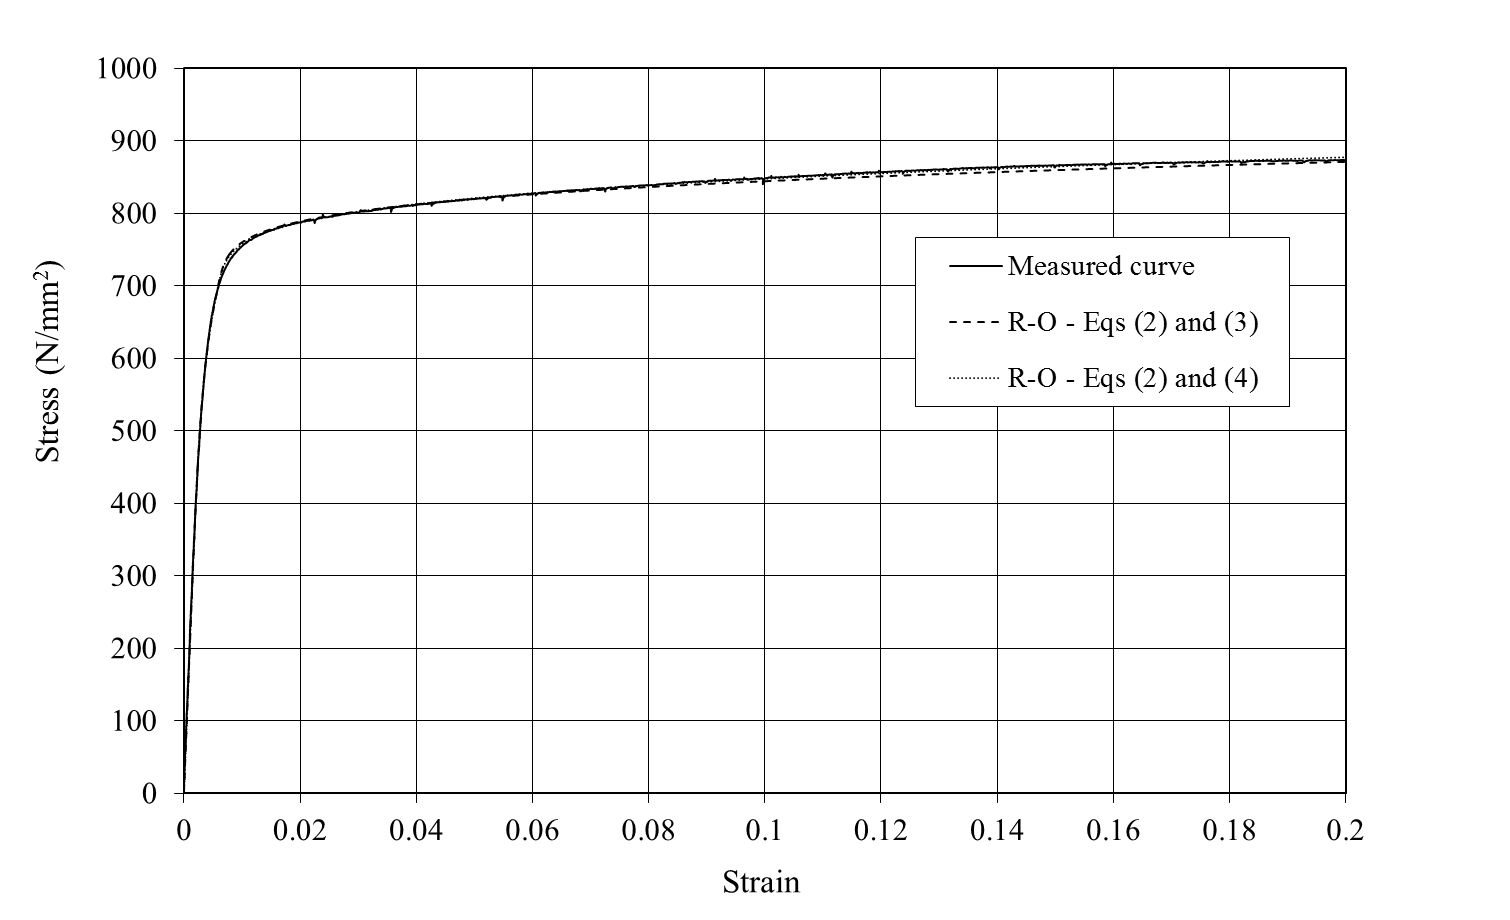 1000
900
800
700
600
500
400
300
200
100
0
Stress (N/mm²)
Measured curve
R-O - Eqs (2) and (3)
R-O - Eqs (2) and (4)
0 0.02 0.04 0.06 0.08 0.1 0.12 0.14 0.16 0.18 0.2
Strain